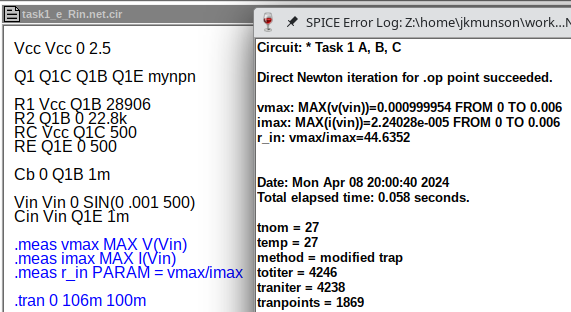 task1_e_Rin.net.cir
Vcc Vcc 0 2.5
Q1 Q1C Q1B Q1E mynpn
R1 Vcc Q1B 28906
R2 Q1B 0 22.8k
RC Vcc Q1C 500
RE Q1E 0 500
Cb 0 Q1B 1m
Vin Vin 0 SIN(0 .001 500)
Cin Vin Q1E 1m
.meas vmax MAX V(Vin)
.meas imax MAX I(Vin)
.meas r_in PARAM = vmax/imax
.tran 0 106m 100m
SPICE Error Log: Z:\home\jkmunson\work...N
Circuit: * Task 1 A, B, C
Direct Newton iteration for .op point succeeded.
vmax: MAX(v(vin))=0.000999954 FROM 0 TO 0.006
imax: MAX(i(vin))=2.24028e-005 FROM 0 TO 0.006
r_in: vmax/imax=44.6352
Date: Mon Apr 08 20:00:40 2024
Total elapsed time: 0.058 seconds.
tnom = 27
temp = 27
method = modified trap
totiter = 4246
traniter = 4238
tranpoints = 1869